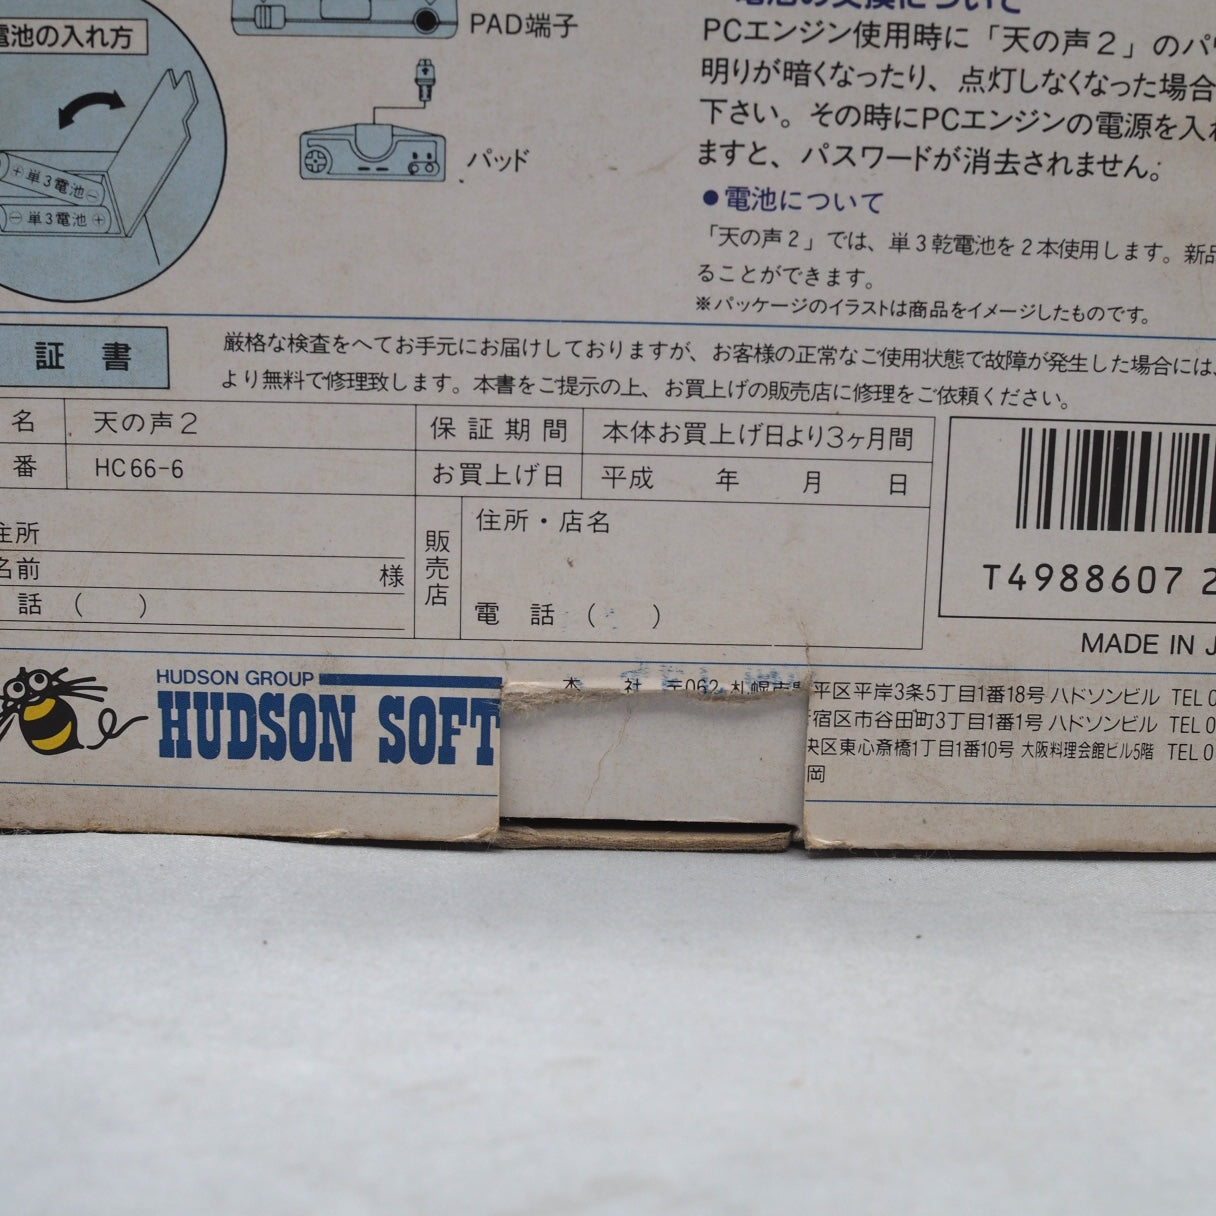 電池の入れ方
＋単3電池－
－単3電池＋
PAD端子
パッド
電池の交換について
PCエンジン使用時に「天の声2」のパ
明りが暗くなったり、点灯しなくなった場合
下さい。その時にPCエンジンの電源を入
ますと、パスワードが消去されません。
●電池について
「天の声2」では、単3乾電池を2本使用します。新品
ることができます。
※パッケージのイラストは商品をイメージしたものです。
証 書
厳格な検査をへてお手元にお届けしておりますが、お客様の正常なご使用状態で故障が発生した場合には、
より無料で修理致します。本書をご提示の上、お買上げの販売店に修理をご依頼ください。
名 天の声2 保証期間 本体お買上げ日より3ヶ月間
番 HC66-6 お買上げ日 平成 年 月 日
住所
名前 様
話（ ）
販売店
住所・店名
電 話（ ）
T4988607 2
MADE IN J
HUDSON GROUP
HUDSON SOFT
本 社 〒062 札幌市
平区平岸3条5丁目1番18号 ハドソンビル TEL 0
宿区市谷田町3丁目1番1号 ハドソンビル TEL 0
央区東心斎橋1丁目1番10号 大阪料理会館ビル5階 TEL 0
岡